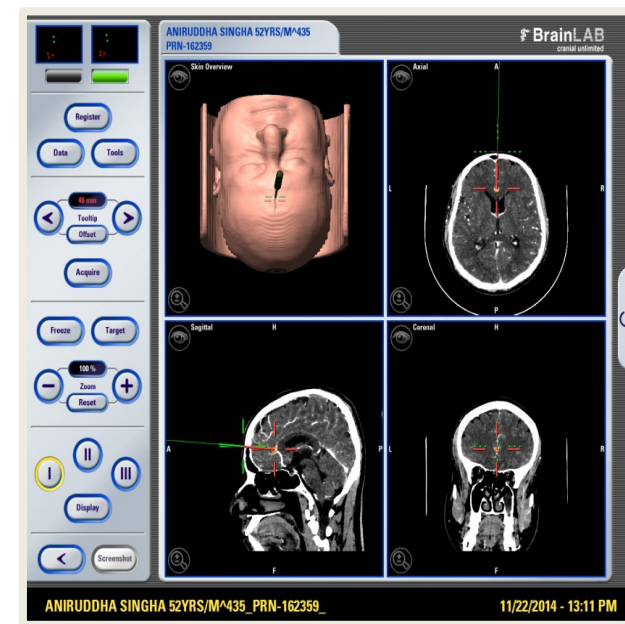 ANIRUDDHA SINGHA 52YRS/M^435
PRN-162359
BrainLAB
cranial unlimited
Register
Data
Tools
48 mm
Tooltip
Offset
Acquire
Freeze
Target
100 %
Zoom
Reset
I
II
III
Display
Screenshot
Skin Overview
Axial
A
L
R
P
Sagittal
H
A
P
F
Coronal
H
L
R
F
ANIRUDDHA SINGHA 52YRS/M^435_PRN-162359_
11/22/2014 - 13:11 PM